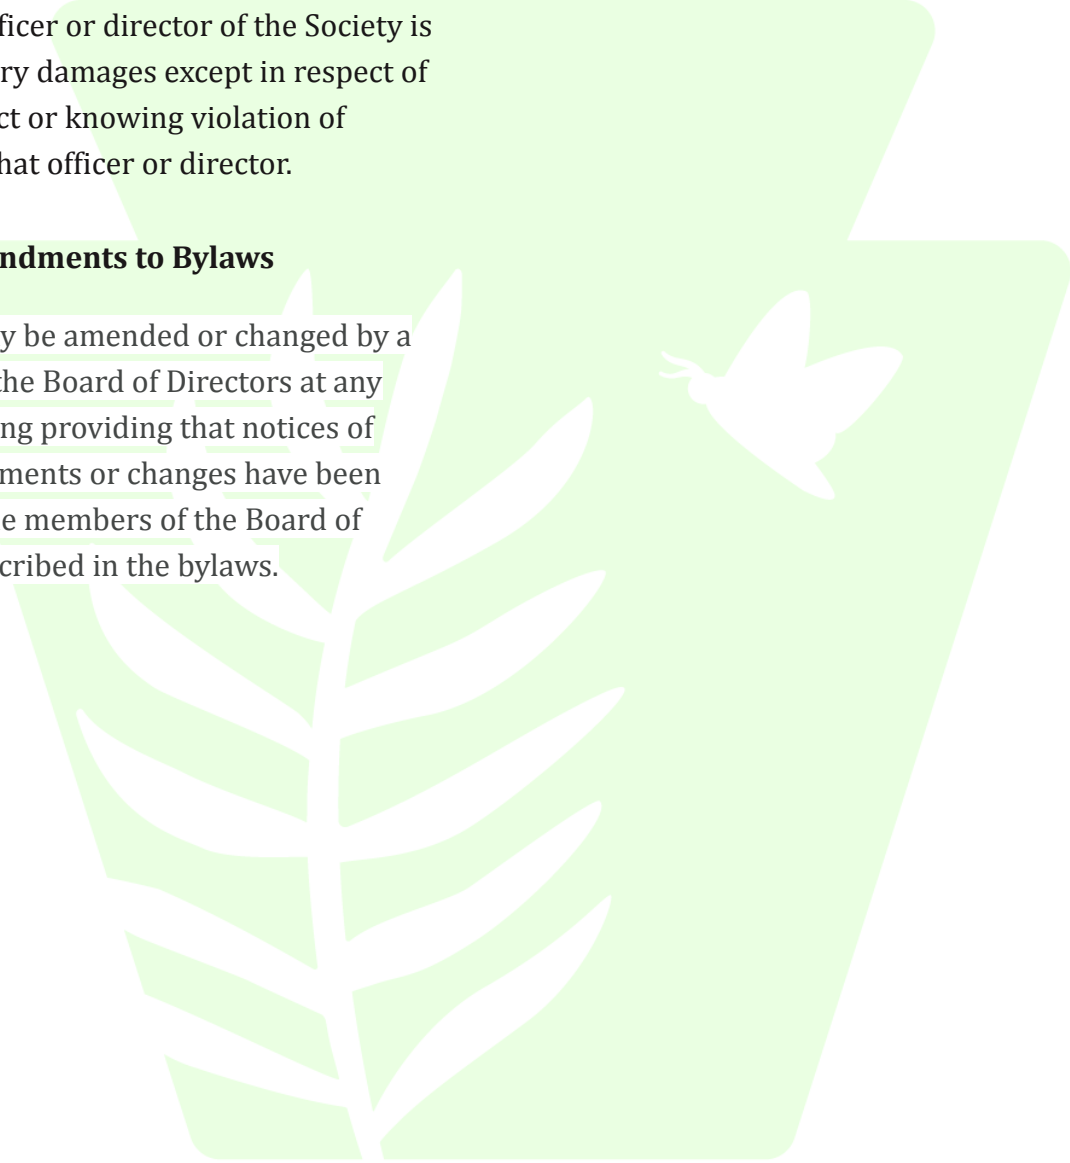 ficer or director of the Society is
ry damages except in respect of
ct or knowing violation of
hat officer or director.
ndments to Bylaws
y be amended or changed by a
the Board of Directors at any
ng providing that notices of
ments or changes have been
e members of the Board of
cribed in the bylaws.